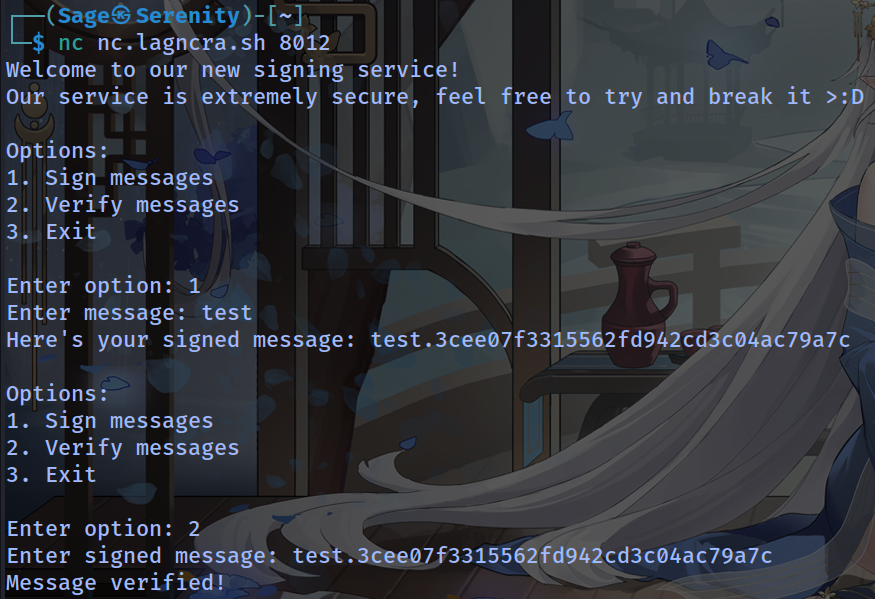 ┌──(Sage㉿Serenity)-[~]
└─$ nc nc.lagncra.sh 8012
Welcome to our new signing service!
Our service is extremely secure, feel free to try and break it >:D
Options:
1. Sign messages
2. Verify messages
3. Exit
Enter option: 1
Enter message: test
Here's your signed message: test.3cee07f3315562fd942cd3c04ac79a7c
Options:
1. Sign messages
2. Verify messages
3. Exit
Enter option: 2
Enter signed message: test.3cee07f3315562fd942cd3c04ac79a7c
Message verified!